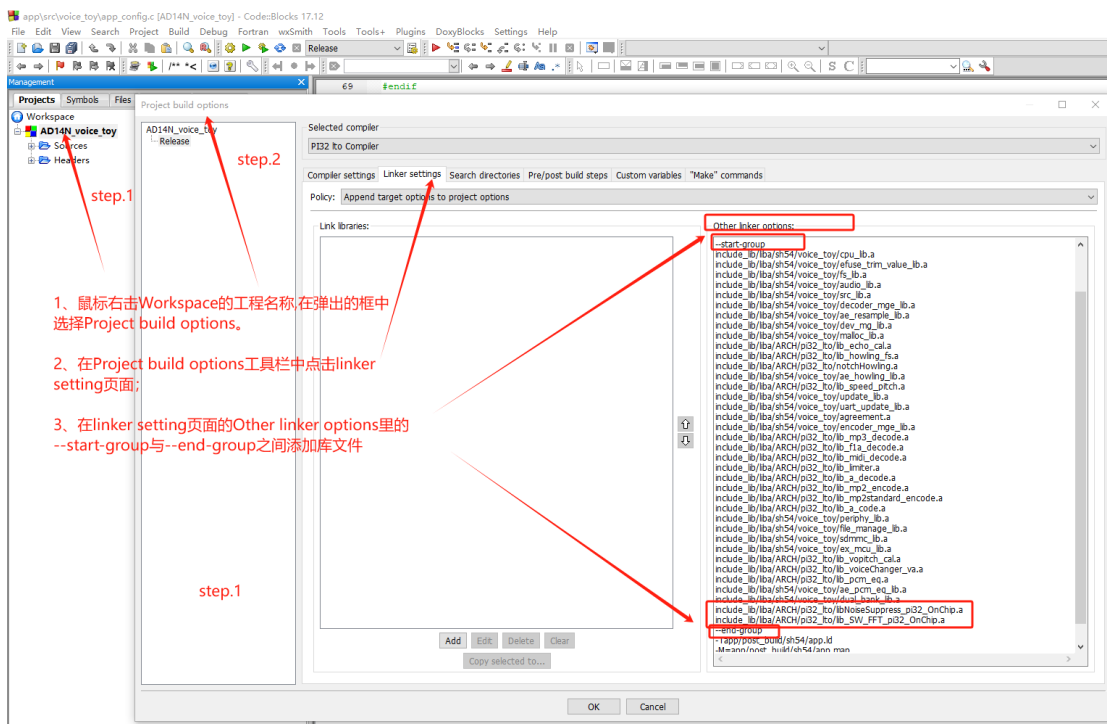 app\src\voice_toy\app_config.c [AD14N_voice_toy] - Code::Blocks 17.12
File Edit View Search Project Build Debug Fortran wxSmith Tools Tools+ Plugins DoxyBlocks Settings Help
Release
/** *<
S C
Management
Projects Symbols Files
69 #endif
Workspace
AD14N_voice_toy
Sources
Headers
Project build options
AD14N_voice_toy
Release
step.1
step.2
Selected compiler
PI32 lto Compiler
Compiler settings Linker settings Search directories Pre/post build steps Custom variables "Make" commands
Policy: Append target options to project options
Link libraries:
Other linker options:
--start-group
include_lib/liba/sh54/voice_toy/cpu_lib.a
include_lib/liba/sh54/voice_toy/efuse_trim_value_lib.a
include_lib/liba/sh54/voice_toy/fs_lib.a
include_lib/liba/sh54/voice_toy/audio_lib.a
include_lib/liba/sh54/voice_toy/src_lib.a
include_lib/liba/sh54/voice_toy/decoder_mge_lib.a
include_lib/liba/sh54/voice_toy/ae_resample_lib.a
include_lib/liba/sh54/voice_toy/dev_mg_lib.a
include_lib/liba/sh54/voice_toy/malloc_lib.a
include_lib/liba/ARCH/pi32_lto/lib_echo_cal.a
include_lib/liba/ARCH/pi32_lto/lib_howling_fs.a
include_lib/liba/ARCH/pi32_lto/notchHowling.a
include_lib/liba/sh54/voice_toy/ae_howling_lib.a
include_lib/liba/ARCH/pi32_lto/lib_speed_pitch.a
include_lib/liba/sh54/voice_toy/update_lib.a
include_lib/liba/sh54/voice_toy/uart_update_lib.a
include_lib/liba/sh54/voice_toy/agreement.a
include_lib/liba/sh54/voice_toy/encoder_mge_lib.a
include_lib/liba/ARCH/pi32_lto/lib_mp3_decode.a
include_lib/liba/ARCH/pi32_lto/lib_f1a_decode.a
include_lib/liba/ARCH/pi32_lto/lib_midi_decode.a
include_lib/liba/ARCH/pi32_lto/lib_limiter.a
include_lib/liba/ARCH/pi32_lto/lib_a_decode.a
include_lib/liba/ARCH/pi32_lto/lib_mp2_encode.a
include_lib/liba/ARCH/pi32_lto/lib_mp2standard_encode.a
include_lib/liba/ARCH/pi32_lto/lib_a_code.a
include_lib/liba/sh54/voice_toy/periphy_lib.a
include_lib/liba/sh54/voice_toy/file_manage_lib.a
include_lib/liba/sh54/voice_toy/sdmmc_lib.a
include_lib/liba/sh54/voice_toy/ex_mcu_lib.a
include_lib/liba/ARCH/pi32_lto/lib_vopitch_cal.a
include_lib/liba/ARCH/pi32_lto/lib_voiceChanger_va.a
include_lib/liba/ARCH/pi32_lto/lib_pcm_eq.a
include_lib/liba/sh54/voice_toy/ae_pcm_eq_lib.a
include_lib/liba/sh54/voice_toy/dual_bank_lib.a
include_lib/liba/ARCH/pi32_lto/libNoiseSuppress_pi32_OnChip.a
include_lib/liba/ARCH/pi32_lto/lib_SW_FFT_pi32_OnChip.a
--end-group
-Tapp/post_build/sh54/app.ld
-M=app/post_build/sh54/app.map
1、鼠标右击Workspace的工程名称,在弹出的框中
选择Project build options。
2、在Project build options工具栏中点击linker
setting页面;
3、在linker setting页面的Other linker options里的
--start-group与--end-group之间添加库文件
step.1
Add Edit Delete Clear
Copy selected to...
OK Cancel